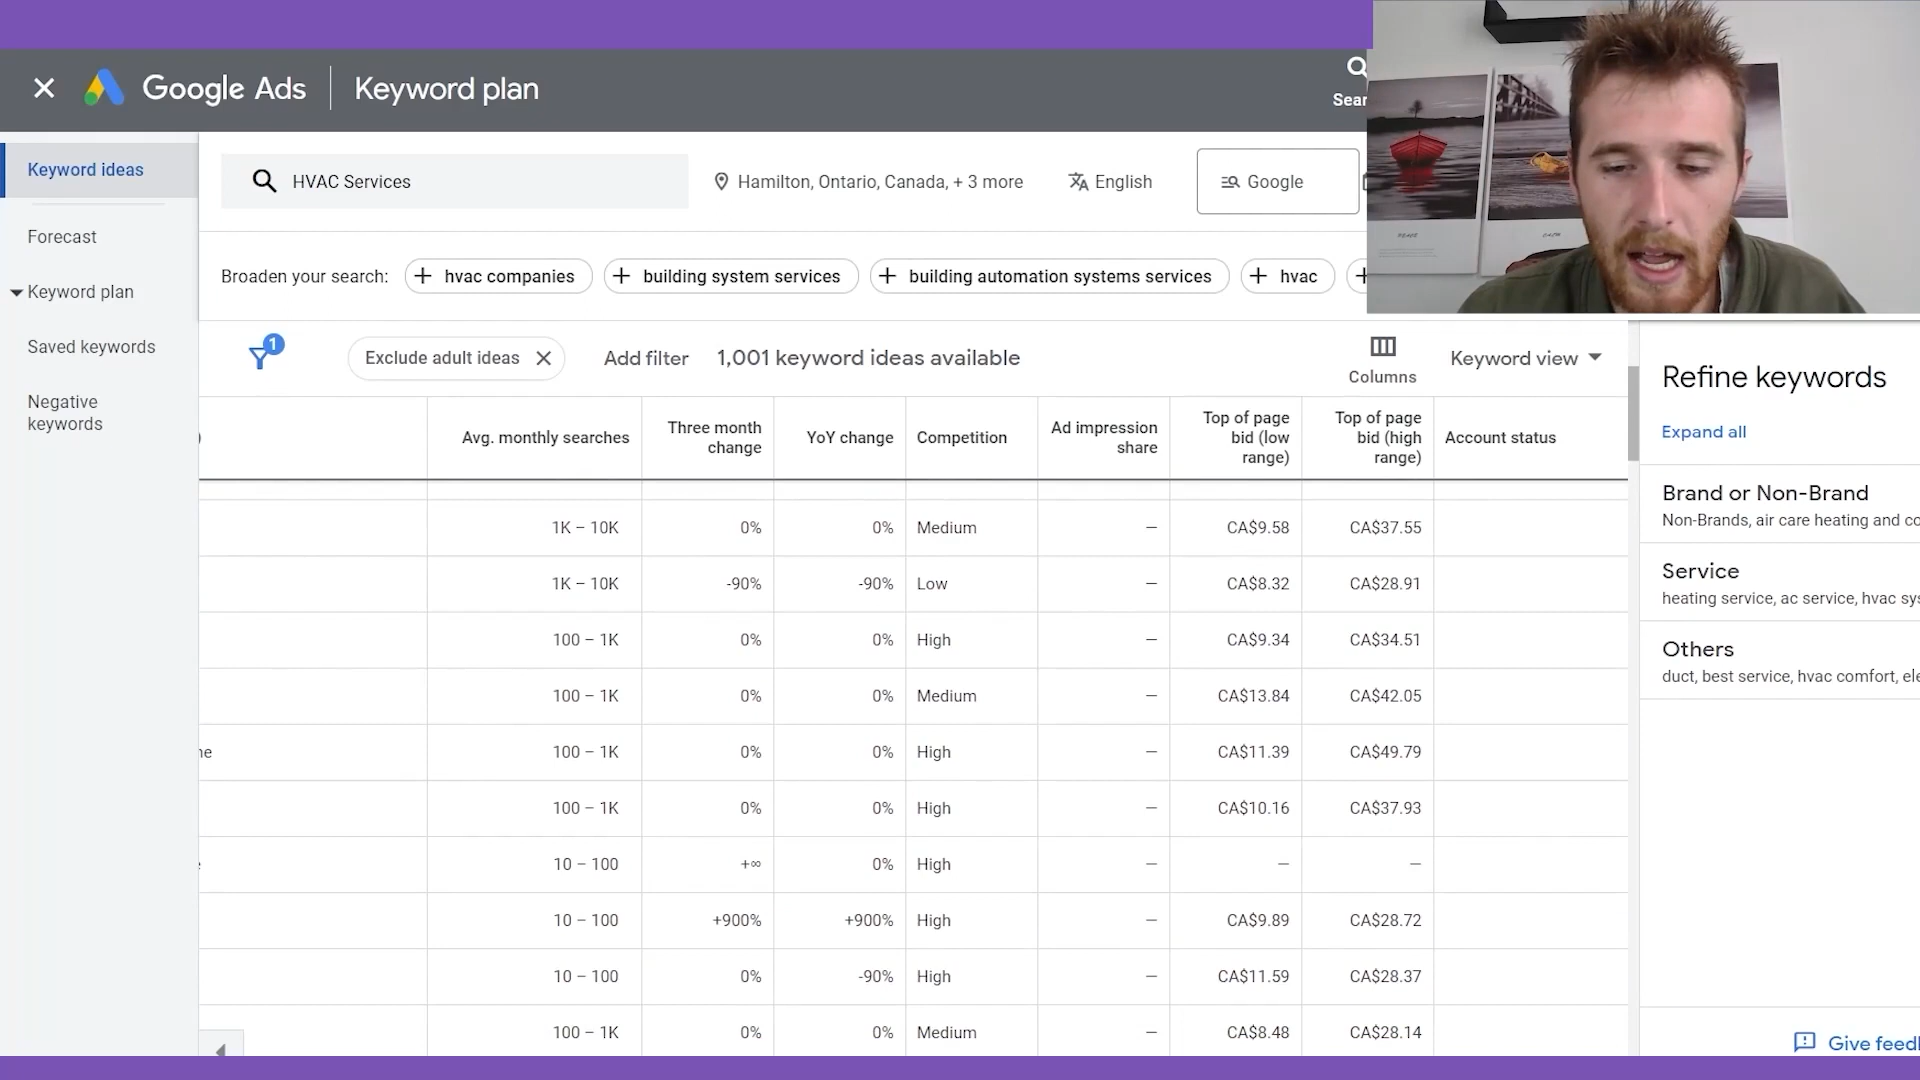 Google Ads
Keyword plan
Keyword ideas
Forecast
Keyword plan
Saved keywords
Negative
keywords
HVAC Services
Hamilton, Ontario, Canada, + 3 more
English
Google
Broaden your search:
hvac companies
building system services
building automation systems services
hvac
1
Exclude adult ideas
Add filter
1,001 keyword ideas available
Columns
Keyword view
Avg. monthly searches
Three month
change
YoY change
Competition
Ad impression
share
Top of page
bid (low
range)
Top of page
bid (high
range)
Account status
1K – 10K 0% 0% Medium — CA$9.58 CA$37.55
1K – 10K -90% -90% Low — CA$8.32 CA$28.91
100 – 1K 0% 0% High — CA$9.34 CA$34.51
100 – 1K 0% 0% Medium — CA$13.84 CA$42.05
100 – 1K 0% 0% High — CA$11.39 CA$49.79
100 – 1K 0% 0% High — CA$10.16 CA$37.93
10 – 100 +∞ 0% High — — —
10 – 100 +900% +900% High — CA$9.89 CA$28.72
10 – 100 0% -90% High — CA$11.59 CA$28.37
100 – 1K 0% 0% Medium — CA$8.48 CA$28.14
Refine keywords
Expand all
Brand or Non-Brand
Non-Brands, air care heating and co
Service
heating service, ac service, hvac sys
Others
duct, best service, hvac comfort, ele
Give feed